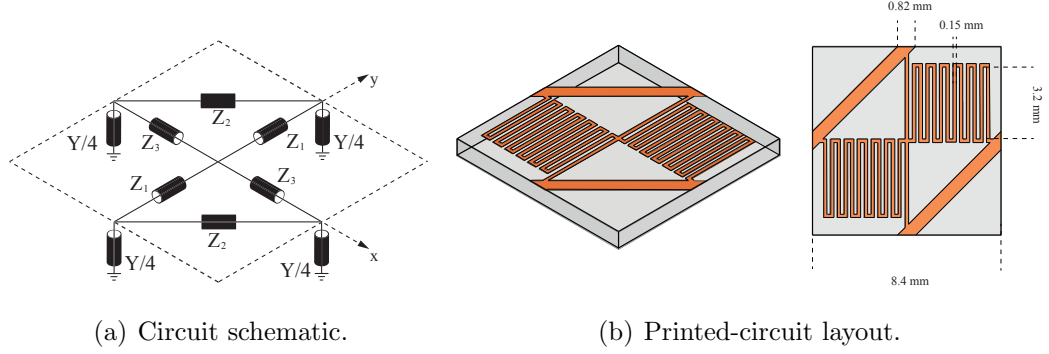 y
Z2
Y/4
Z3
Z1
Y/4
Z1
Z3
Z2
Y/4
Y/4
x
0.82 mm
0.15 mm
3.2 mm
8.4 mm
(a) Circuit schematic.
(b) Printed-circuit layout.